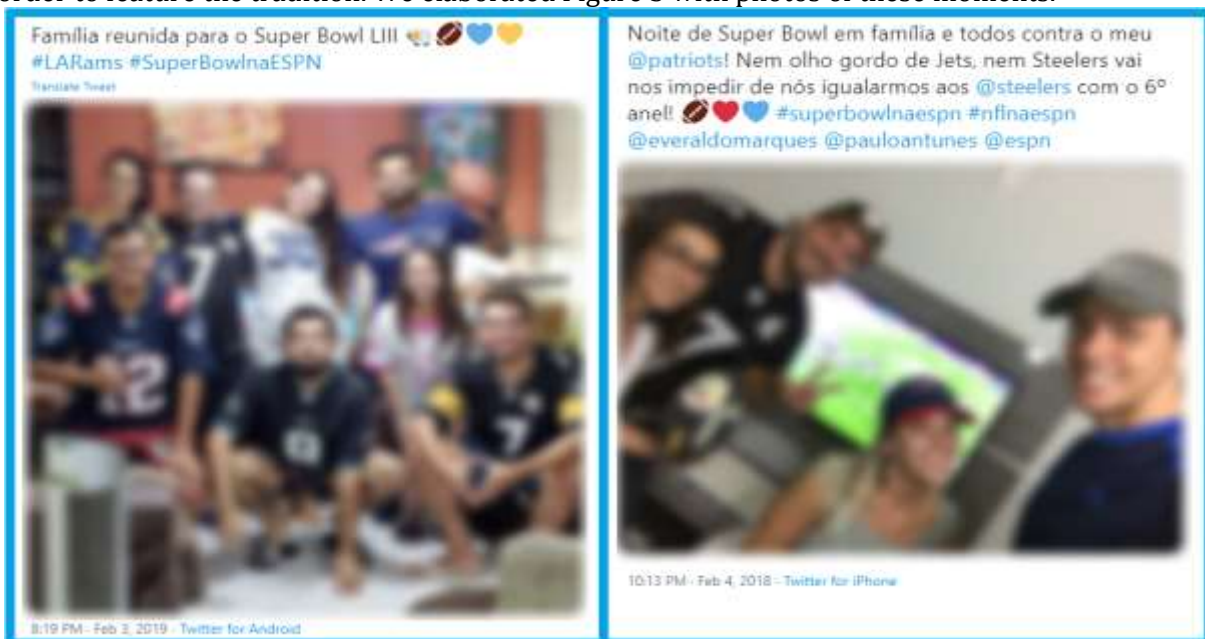 order to feature the tradition. We elaborated Figure 3 with photos of these moments.
Família reunida para o Super Bowl LIII 🐏🏈💙💛
#LARams #SuperBowlnaESPN
Translate Tweet
12
7
7
8:19 PM - Feb 3, 2019 - Twitter for Android
Noite de Super Bowl em família e todos contra o meu
@patriots! Nem olho gordo de Jets, nem Steelers vai
nos impedir de nós igualarmos aos @steelers com o 6º
anel! 🏈❤️💙 #superbowlnaespn #nflnaespn
@everaldomarques @pauloantunes @espn
10:13 PM - Feb 4, 2018 - Twitter for iPhone